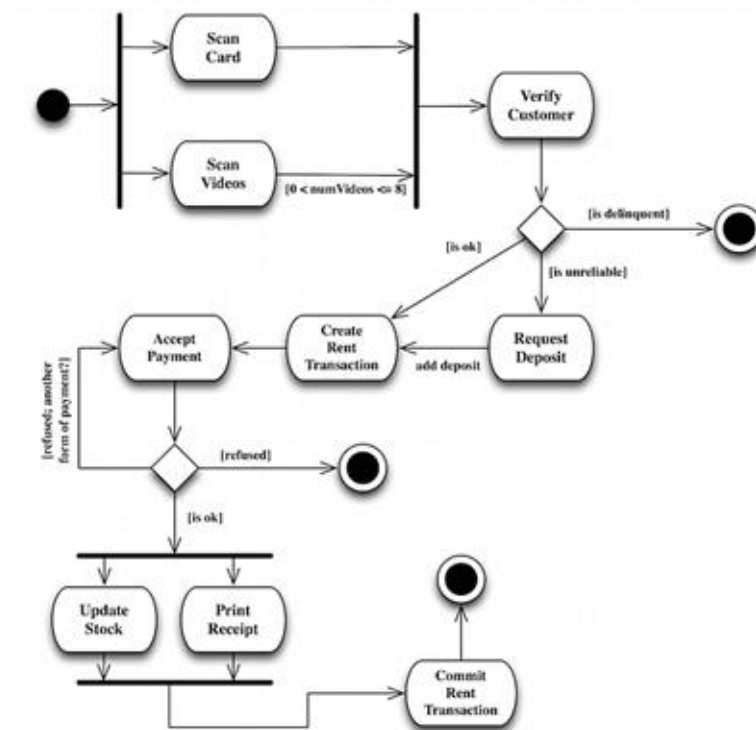 Scan
Card
Scan
Videos
[0 < numVideos <= 8]
Verify
Customer
[is delinquent]
[is ok]
[is unreliable]
Accept
Payment
Create
Rent
Transaction
Request
Deposit
add deposit
[refused; another
form of payment?]
[refused]
[is ok]
Update
Stock
Print
Receipt
Commit
Rent
Transaction